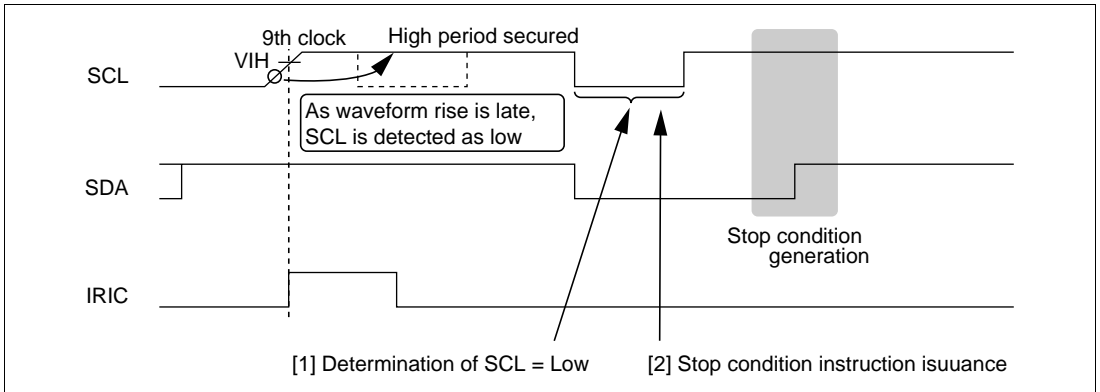 9th clock
High period secured
VIH
SCL
As waveform rise is late,
SCL is detected as low
SDA
Stop condition
generation
IRIC
[1] Determination of SCL = Low
[2] Stop condition instruction isuuance